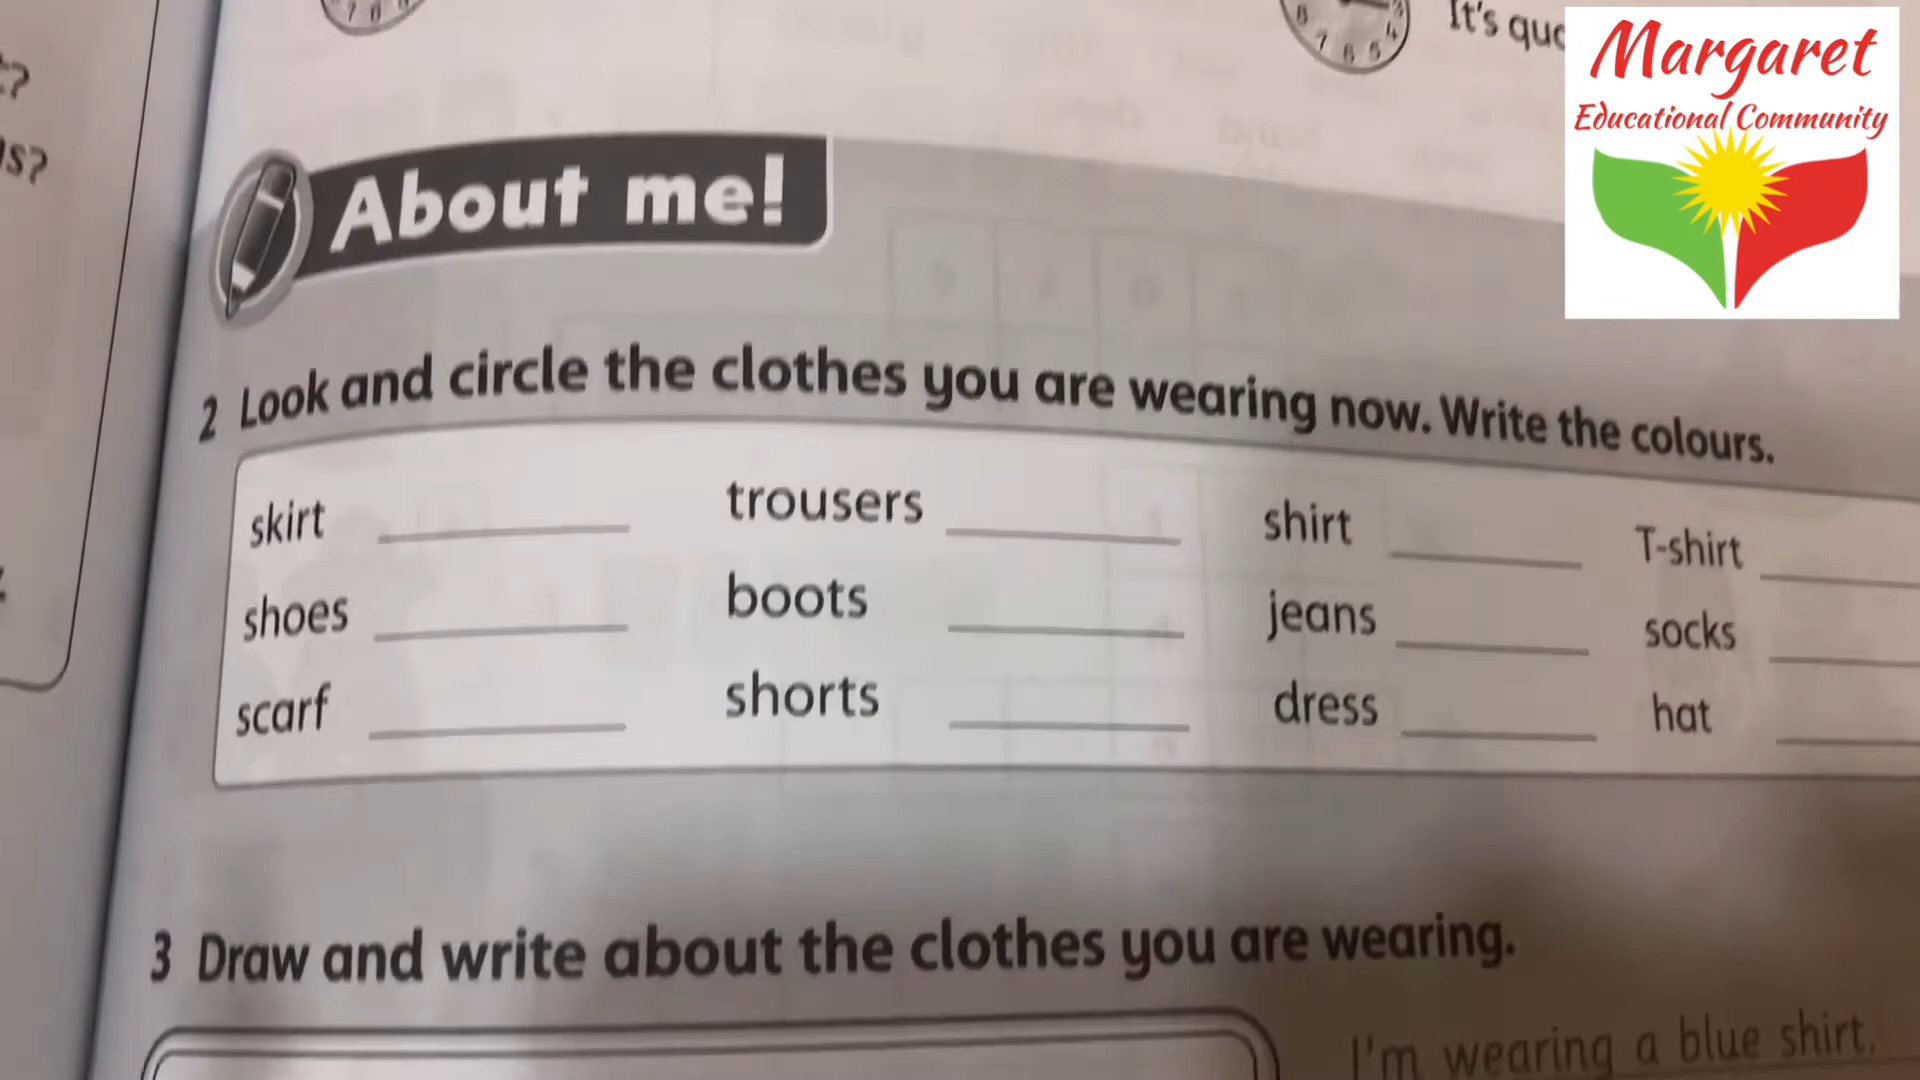 It's
Margaret
Educational Community
s?
About me!
2 Look and circle the clothes you are wearing now. Write the colours.
skirt trousers shirt T-shirt
shoes boots jeans socks
scarf shorts dress hat
3 Draw and write about the clothes you are wearing.
I'm wearing a blue shirt.